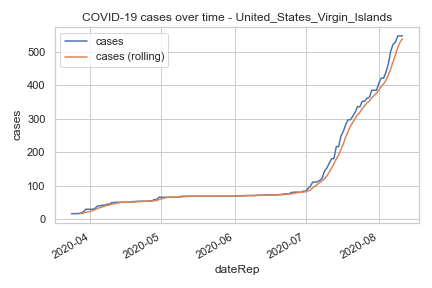 COVID-19 cases over time - United_States_Virgin_Islands
cases
cases (rolling)
500
400
300
200
100
0
cases
2020-04
2020-05
2020-06
2020-07
2020-08
dateRep